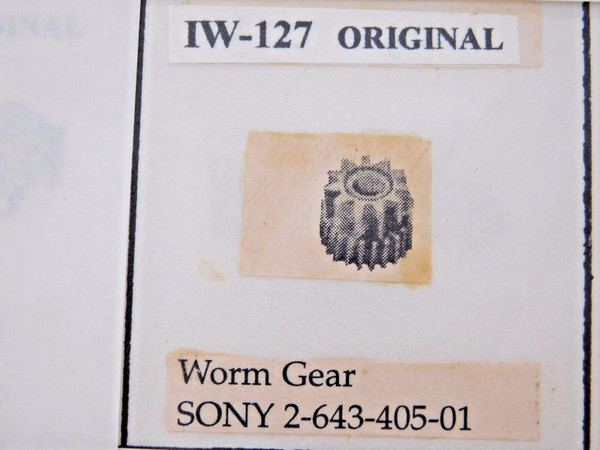 IW-127 ORIGINAL
Worm Gear
SONY 2-643-405-01